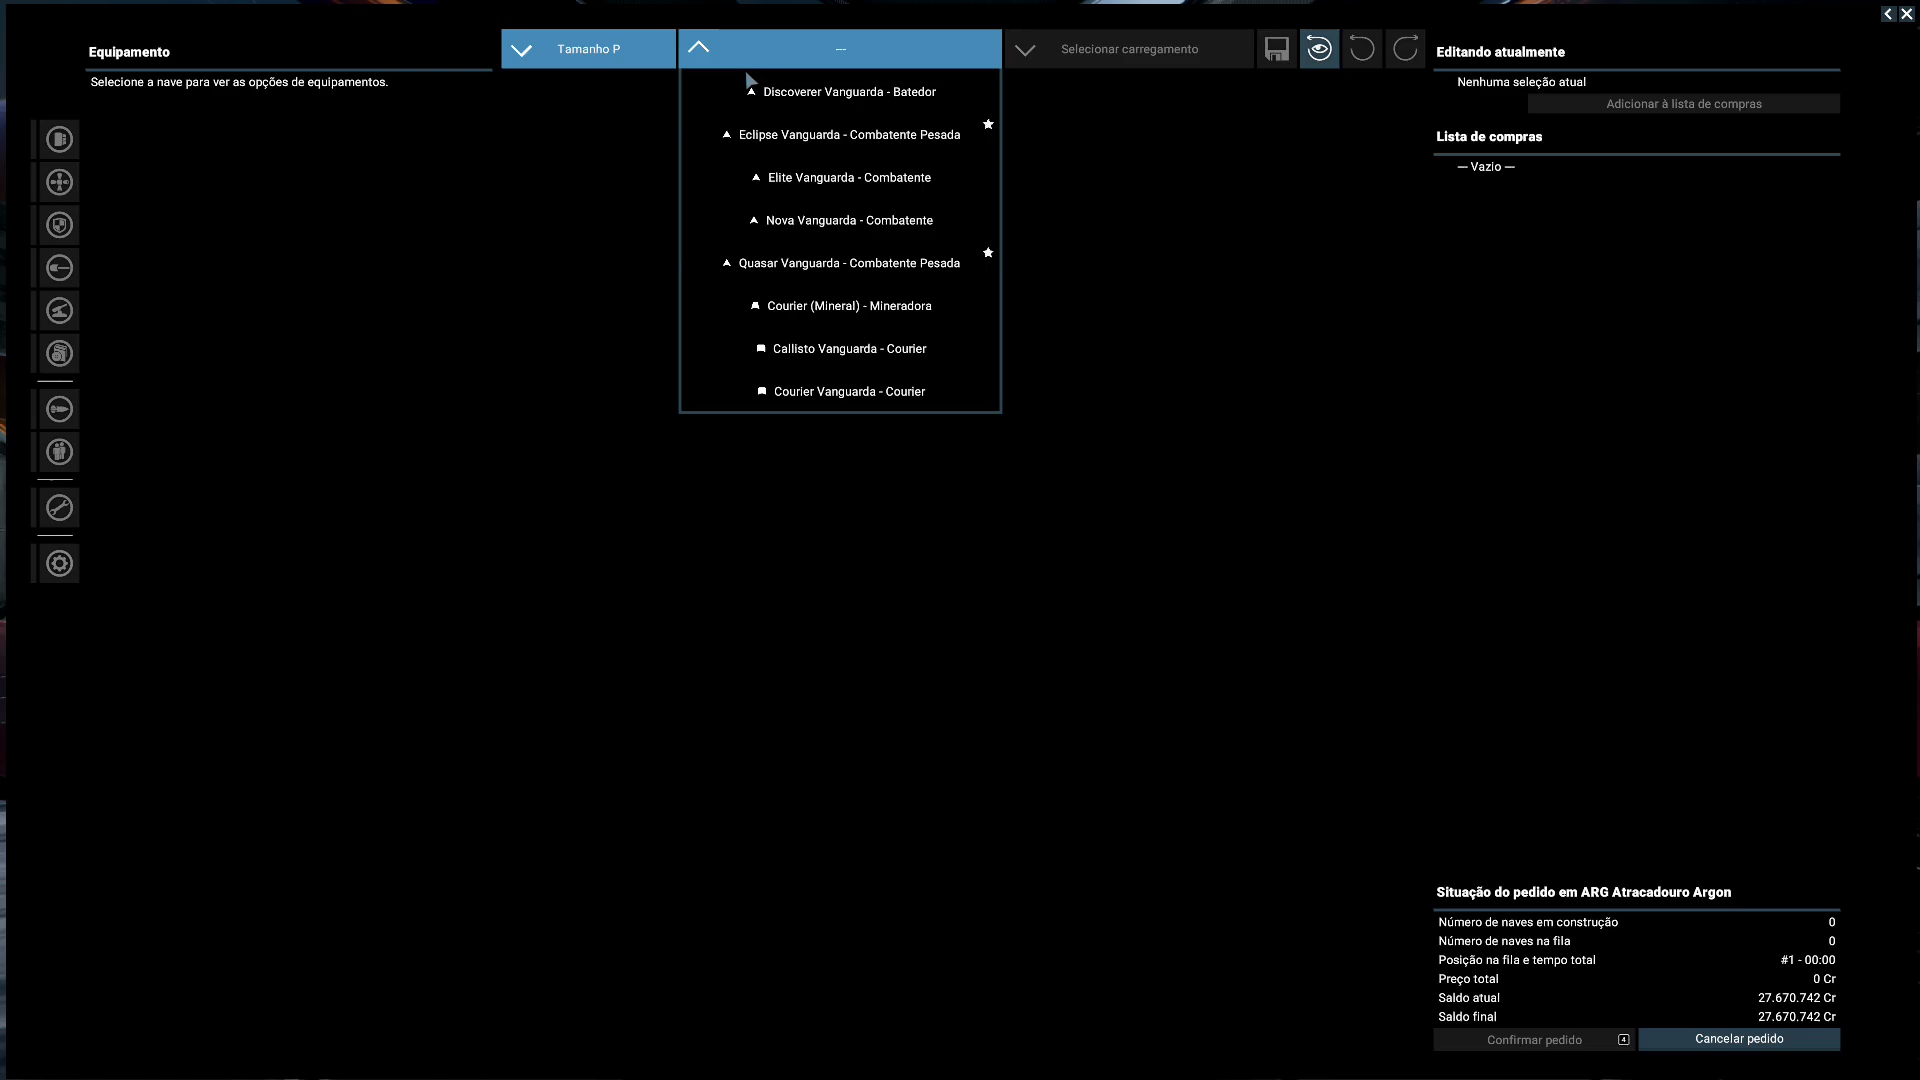 Equipamento
Selecione a nave para ver as opções de equipamentos.
Tamanho P
---
Selecionar carregamento
Discoverer Vanguarda - Batedor
Eclipse Vanguarda - Combatente Pesada
Elite Vanguarda - Combatente
Nova Vanguarda - Combatente
Quasar Vanguarda - Combatente Pesada
Courier (Mineral) - Mineradora
Callisto Vanguarda - Courier
Courier Vanguarda - Courier
Editando atualmente
Nenhuma seleção atual
Adicionar à lista de compras
Lista de compras
— Vazio —
Situação do pedido em ARG Atracadouro Argon
Número de naves em construção 0
Número de naves na fila 0
Posição na fila e tempo total #1 - 00:00
Preço total 0 Cr
Saldo atual 27.670.742 Cr
Saldo final 27.670.742 Cr
Confirmar pedido 4
Cancelar pedido